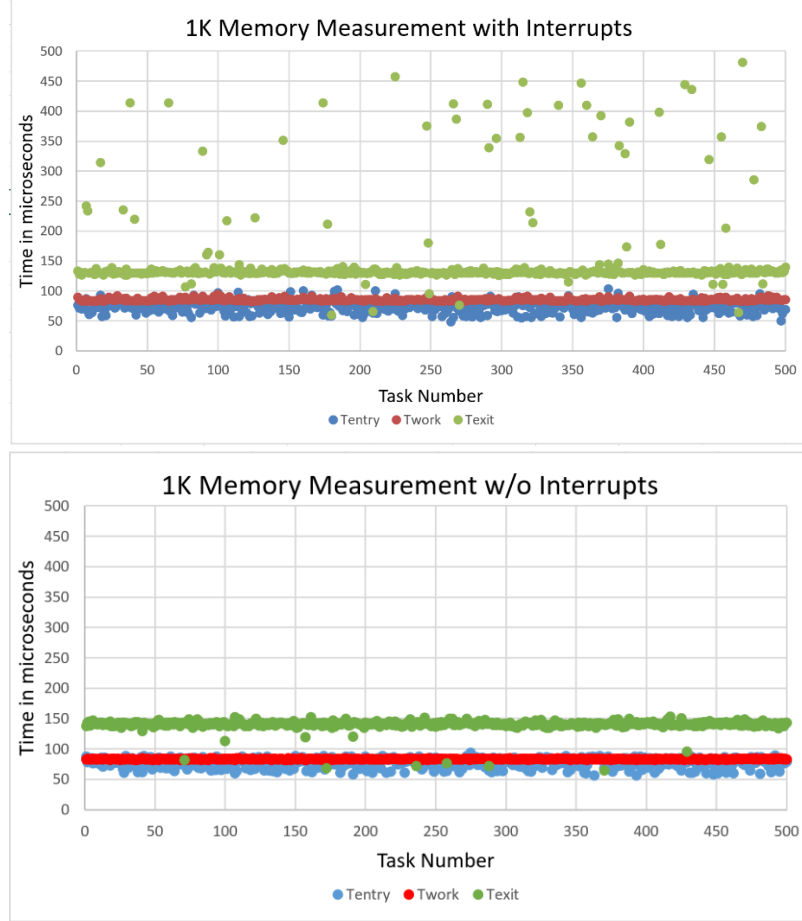 1K Memory Measurement with Interrupts
500
450
400
350
300
250
200
150
100
50
0
Time in microseconds
0 50 100 150 200 250 300 350 400 450 500
Task Number
Tentry Twork Texit
1K Memory Measurement w/o Interrupts
500
450
400
350
300
250
200
150
100
50
0
Time in microseconds
0 50 100 150 200 250 300 350 400 450 500
Task Number
Tentry Twork Texit